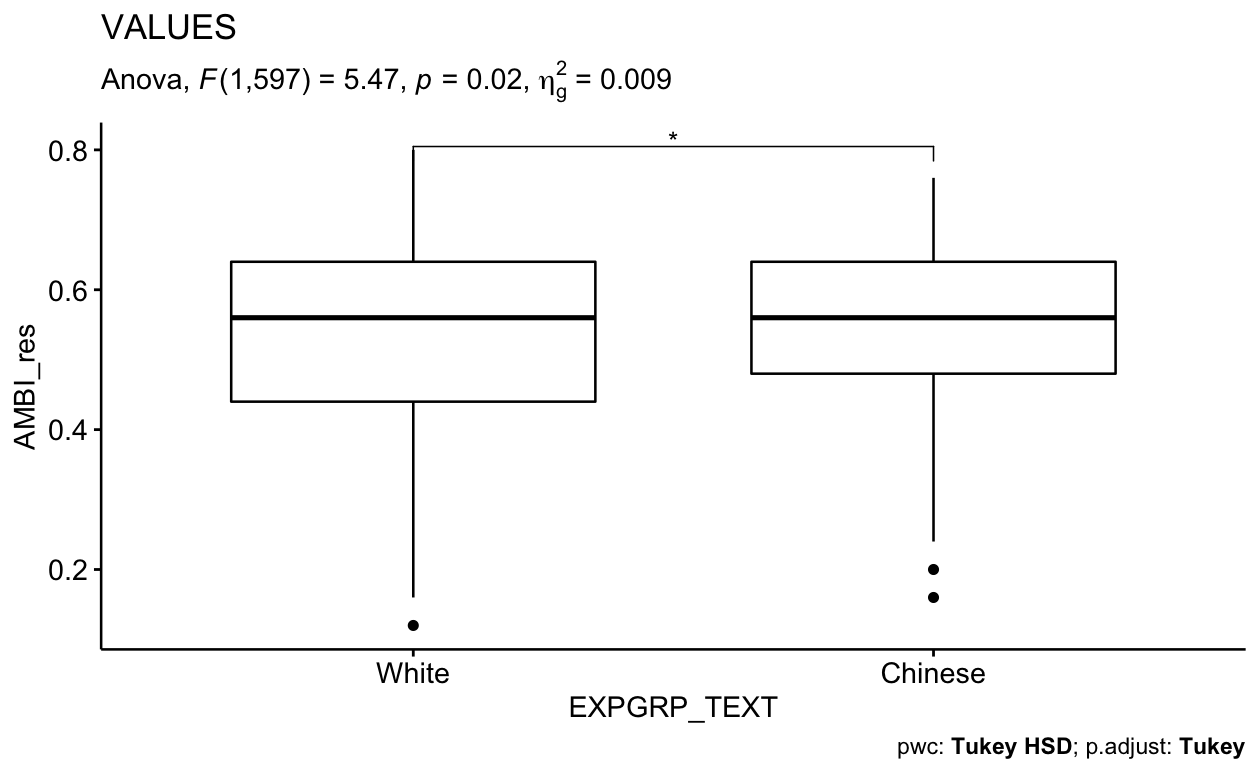 VALUES
Anova, F(1,597) = 5.47, p = 0.02, η²g = 0.009
*
0.8
0.6
0.4
0.2
AMBI_res
White Chinese
EXPGRP_TEXT
pwc: Tukey HSD; p.adjust: Tukey